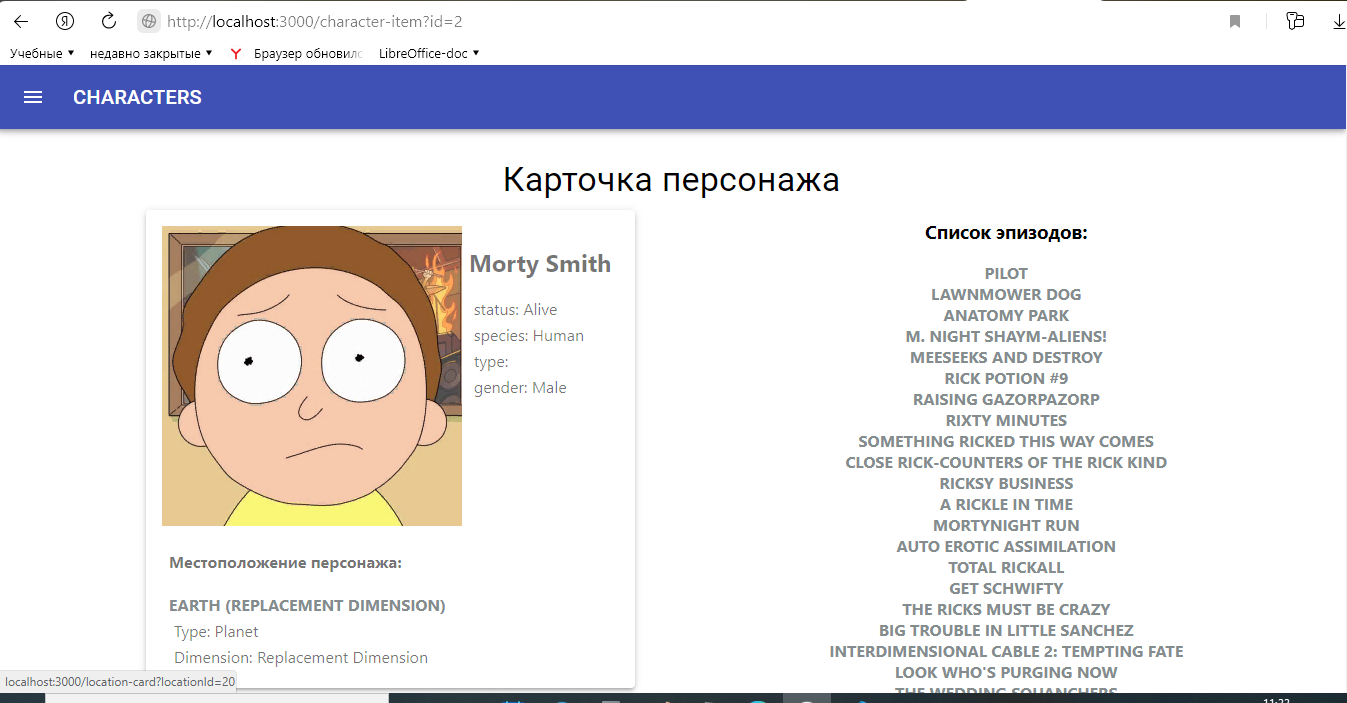 http://localhost:3000/character-item?id=2
Учебные ▼ недавно закрытые ▼ Браузер обновилс LibreOffice-doc ▼
CHARACTERS
Карточка персонажа
Morty Smith
status: Alive
species: Human
type:
gender: Male
Местоположение персонажа:
EARTH (REPLACEMENT DIMENSION)
Type: Planet
Dimension: Replacement Dimension
Список эпизодов:
PILOT
LAWNMOWER DOG
ANATOMY PARK
M. NIGHT SHAYM-ALIENS!
MEESEEKS AND DESTROY
RICK POTION #9
RAISING GAZORPAZORP
RIXTY MINUTES
SOMETHING RICKED THIS WAY COMES
CLOSE RICK-COUNTERS OF THE RICK KIND
RICKSY BUSINESS
A RICKLE IN TIME
MORTYNIGHT RUN
AUTO EROTIC ASSIMILATION
TOTAL RICKALL
GET SCHWIFTY
THE RICKS MUST BE CRAZY
BIG TROUBLE IN LITTLE SANCHEZ
INTERDIMENSIONAL CABLE 2: TEMPTING FATE
LOOK WHO'S PURGING NOW
THE WEDDING SQUANCHERS
localhost:3000/location-card?locationId=20